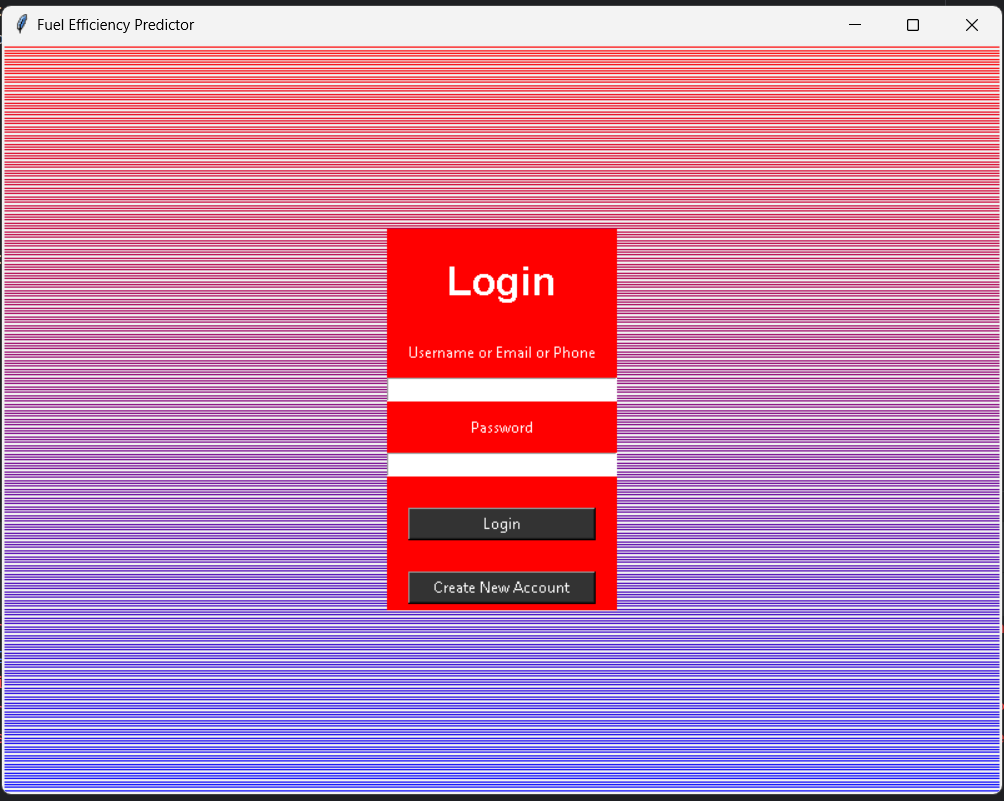 Fuel Efficiency Predictor
Login
Username or Email or Phone
Password
Login
Create New Account